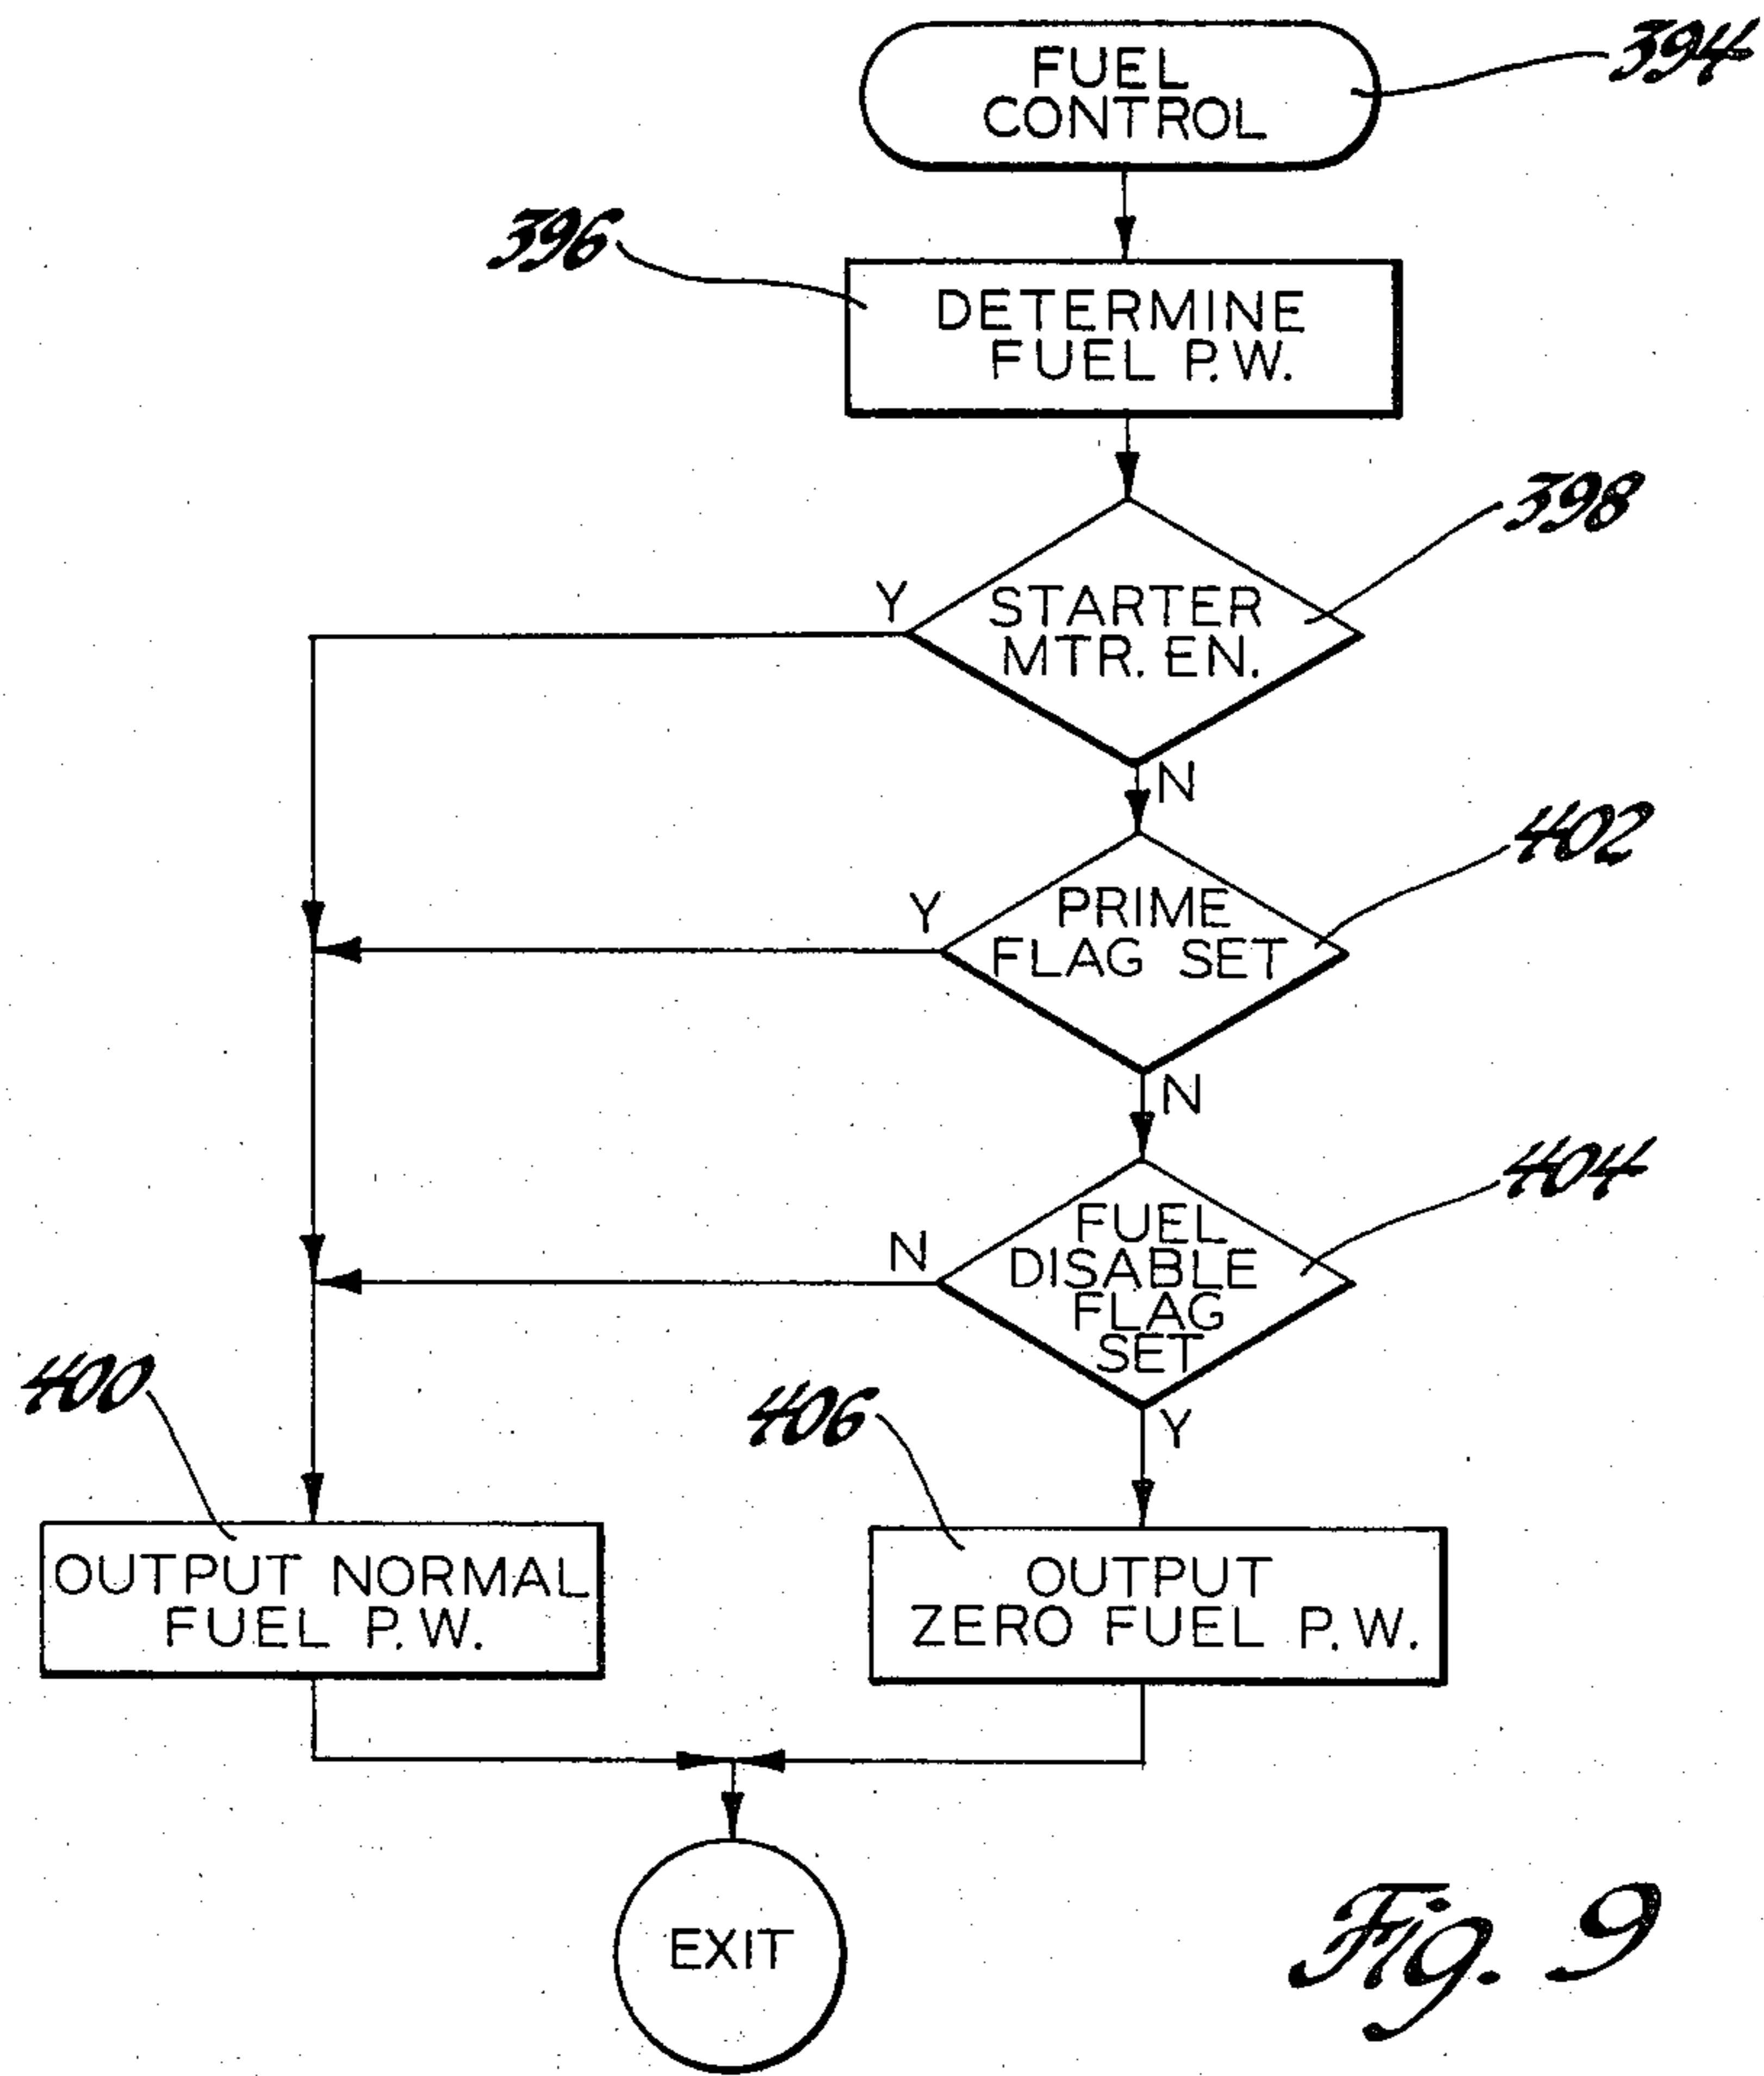 FUEL
CONTROL
394
396
DETERMINE
FUEL P.W.
398
Y
STARTER
MTR. EN.
N
402
Y
PRIME
FLAG SET
N
404
N
FUEL
DISABLE
FLAG
SET
Y
400
406
OUTPUT NORMAL
FUEL P.W.
OUTPUT
ZERO FUEL P.W.
EXIT
Fig. 9